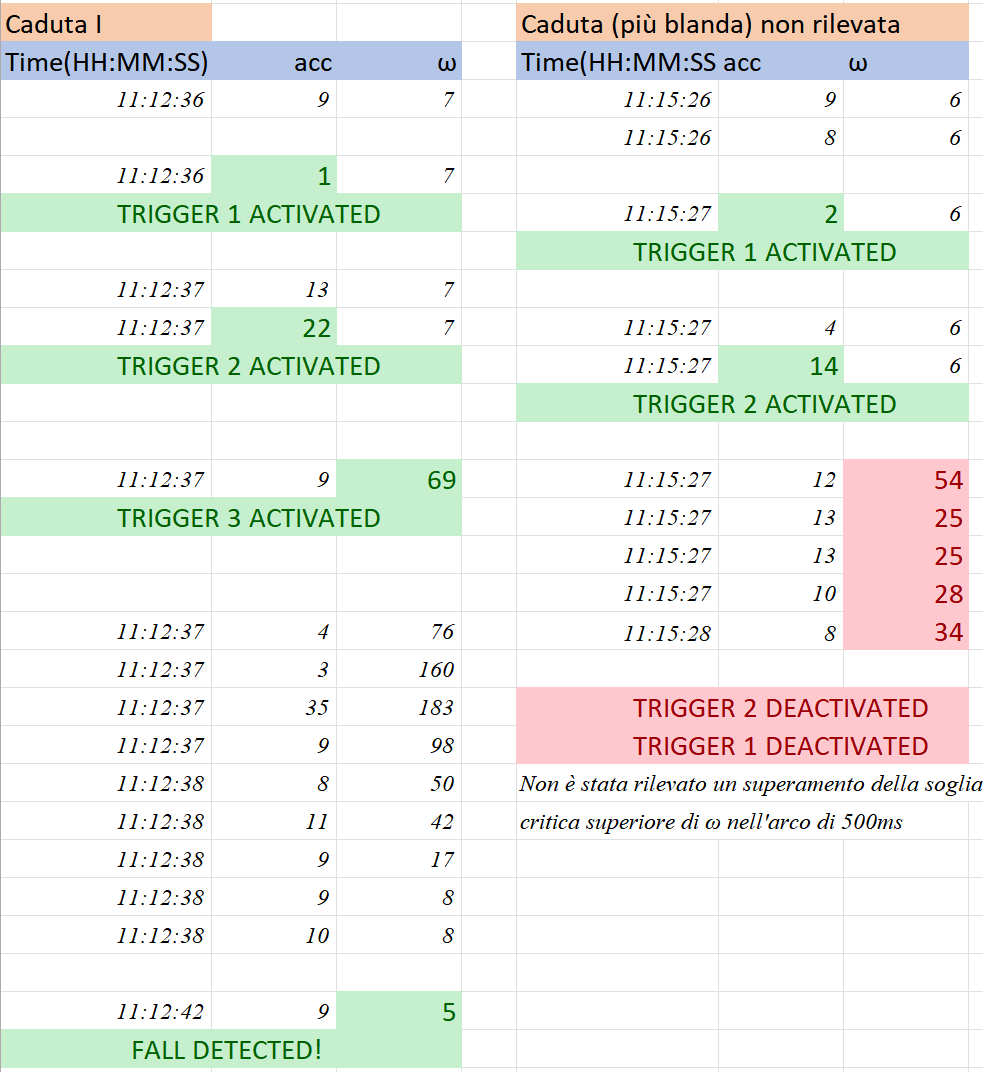 Caduta I
Time(HH:MM:SS) acc ω
11:12:36 9 7
11:12:36 1 7
TRIGGER 1 ACTIVATED
11:12:37 13 7
11:12:37 22 7
TRIGGER 2 ACTIVATED
11:12:37 9 69
TRIGGER 3 ACTIVATED
11:12:37 4 76
11:12:37 3 160
11:12:37 35 183
11:12:37 9 98
11:12:38 8 50
11:12:38 11 42
11:12:38 9 17
11:12:38 9 8
11:12:38 10 8
11:12:42 9 5
FALL DETECTED!
Caduta (più blanda) non rilevata
Time(HH:MM:SS acc ω
11:15:26 9 6
11:15:26 8 6
11:15:27 2 6
TRIGGER 1 ACTIVATED
11:15:27 4 6
11:15:27 14 6
TRIGGER 2 ACTIVATED
11:15:27 12 54
11:15:27 13 25
11:15:27 13 25
11:15:27 10 28
11:15:28 8 34
TRIGGER 2 DEACTIVATED
TRIGGER 1 DEACTIVATED
Non è stata rilevato un superamento della soglia
critica superiore di ω nell'arco di 500ms